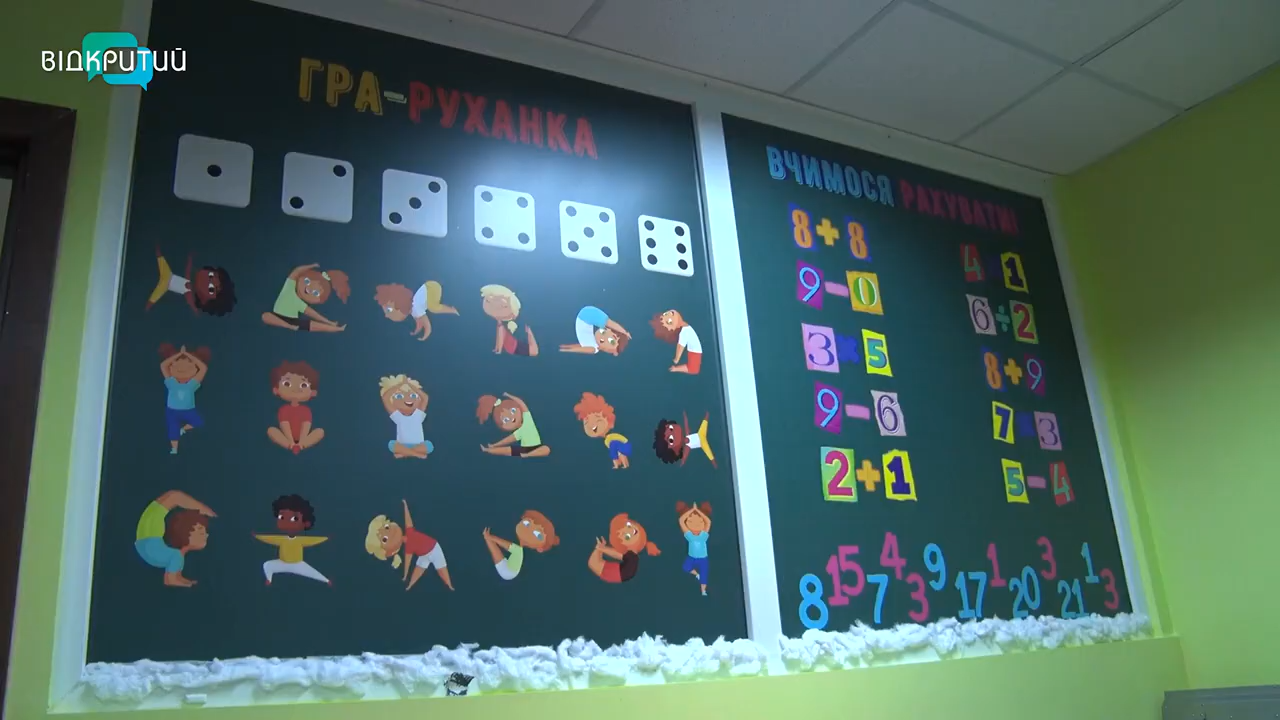 ВІДКРИТИЙ
ГРА-РУХАНКА
ВЧИМОСЯ РАХУВАТИ!
8+8
9-0
3×5
9-6
2+1
4 1
6÷2
8+9
7 3
5-4
8 15 7 4 3 9 17 1 20 3 21 1 3